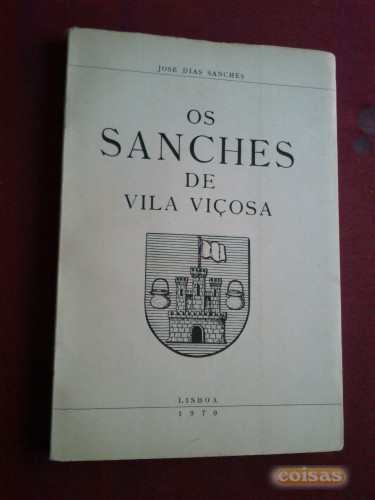 JOSÉ DIAS SANCHES
OS
SANCHES
DE
VILA VIÇOSA
LISBOA
1970
coisas